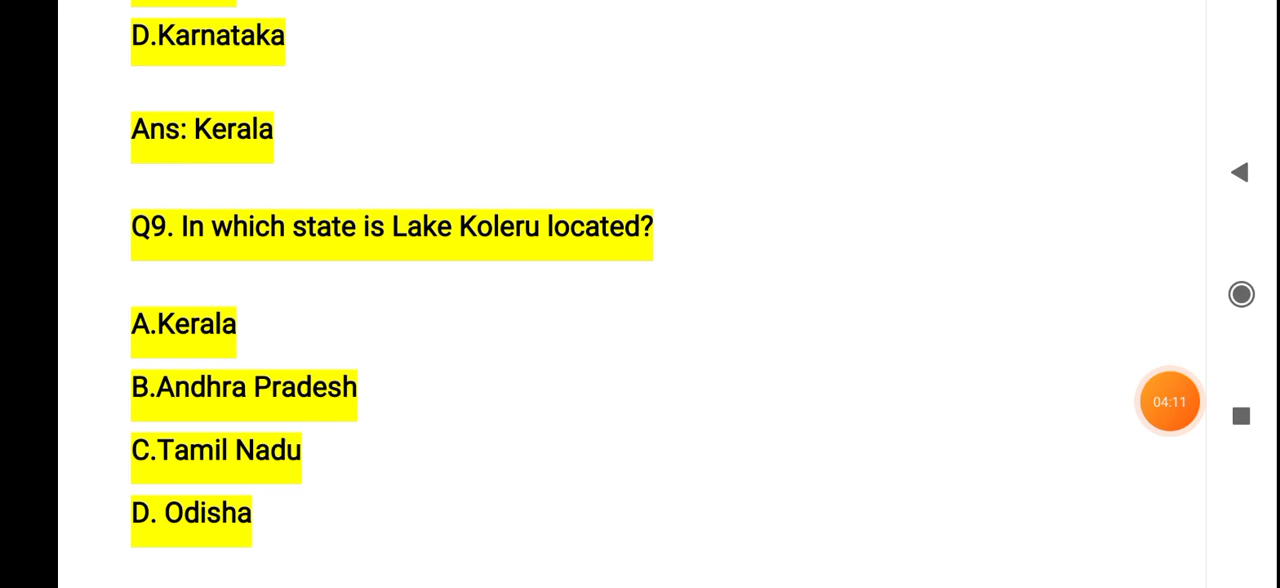 D.Karnataka
Ans: Kerala
Q9. In which state is Lake Koleru located?
A.Kerala
B.Andhra Pradesh
C.Tamil Nadu
D. Odisha
04:11